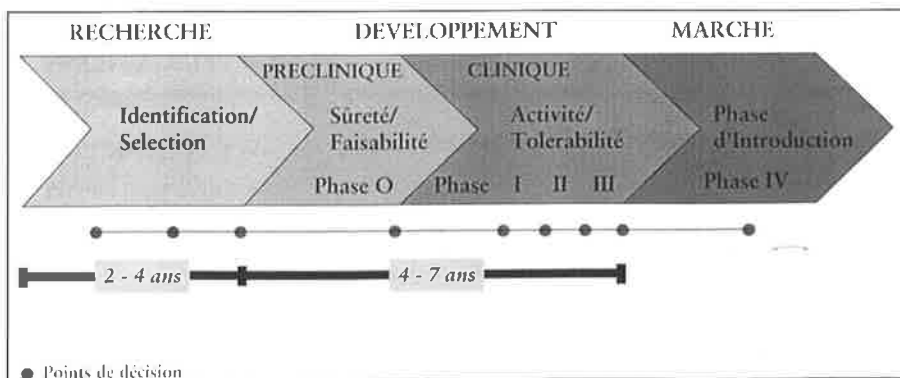 RECHERCHE DEVELOPPEMENT MARCHE
PRECLINIQUE CLINIQUE
Identification/ Sûreté/ Activité/ Phase
Selection Faisabilité Tolerabilité d'Introduction
Phase O Phase I II III Phase IV
2 - 4 ans 4 - 7 ans
Points de décision